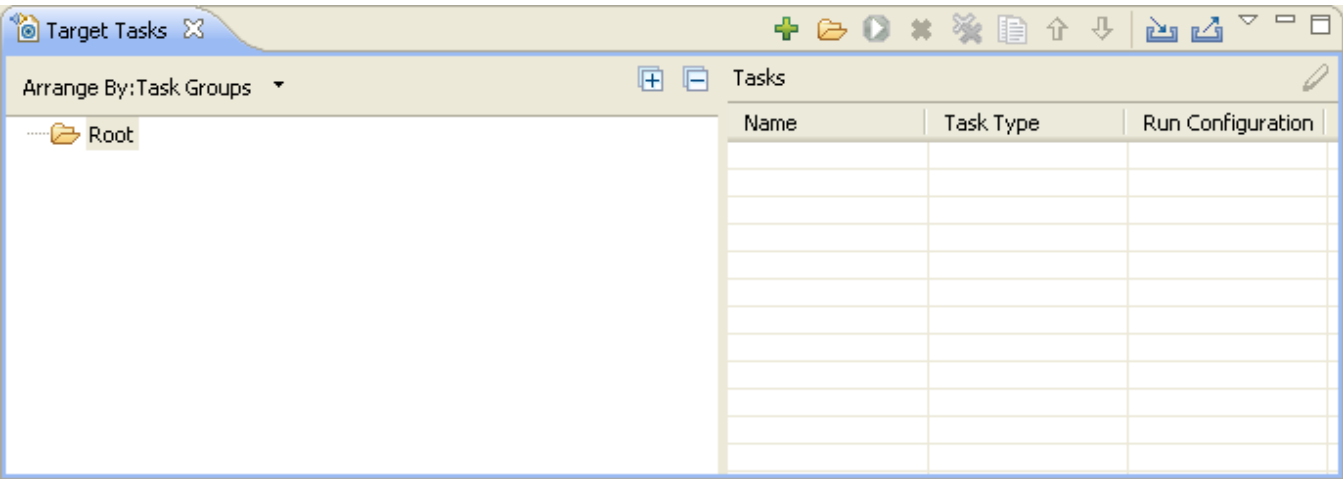 Target Tasks
Arrange By:Task Groups
Root
Tasks
Name Task Type Run Configuration